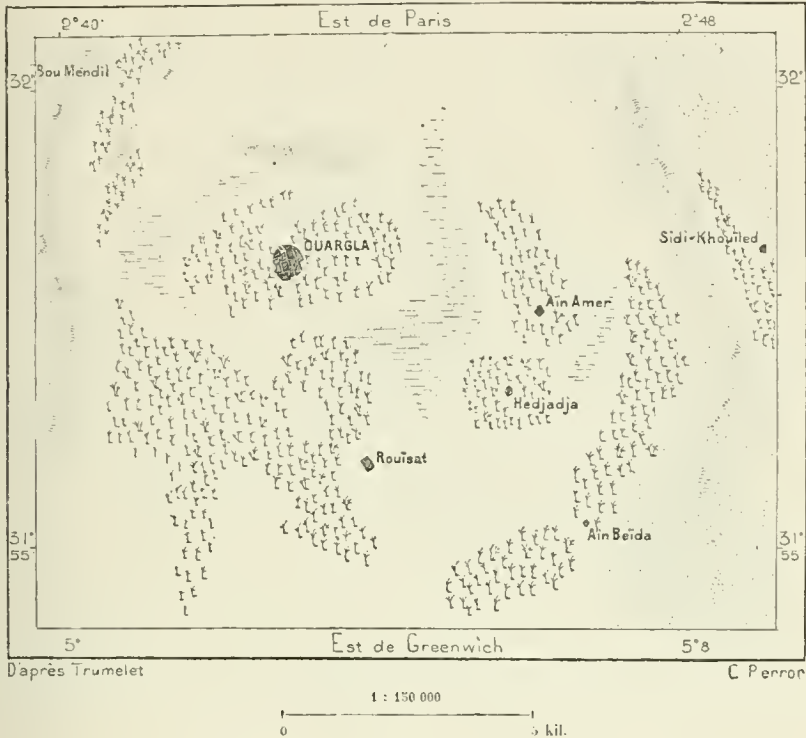 2°40' Est de Paris 2°48
32° 32°
Bou Mendil
OUARGLA
Sidi-Khouiled
Aïn Amer
Hedjadja
Rouïsat
Aïn Beïda
31° 31°
55' 55'
5° Est de Greenwich 5°8
D'après Trumelet C Perron
1 : 150 000
0 5 kil.